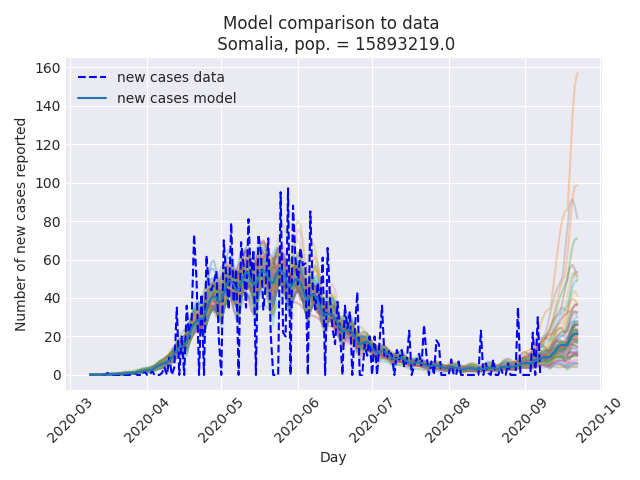 Model comparison to data
Somalia, pop. = 15893219.0
new cases data
new cases model
Number of new cases reported
160
140
120
100
80
60
40
20
0
2020-03
2020-04
2020-05
2020-06
2020-07
2020-08
2020-09
2020-10
Day